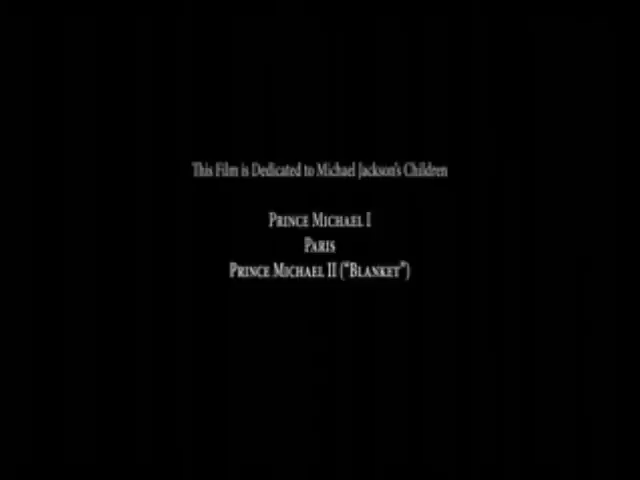 This Film is Dedicated to Michael Jackson's Children
PRINCE MICHAEL I
PARIS
PRINCE MICHAEL II ("BLANKET")